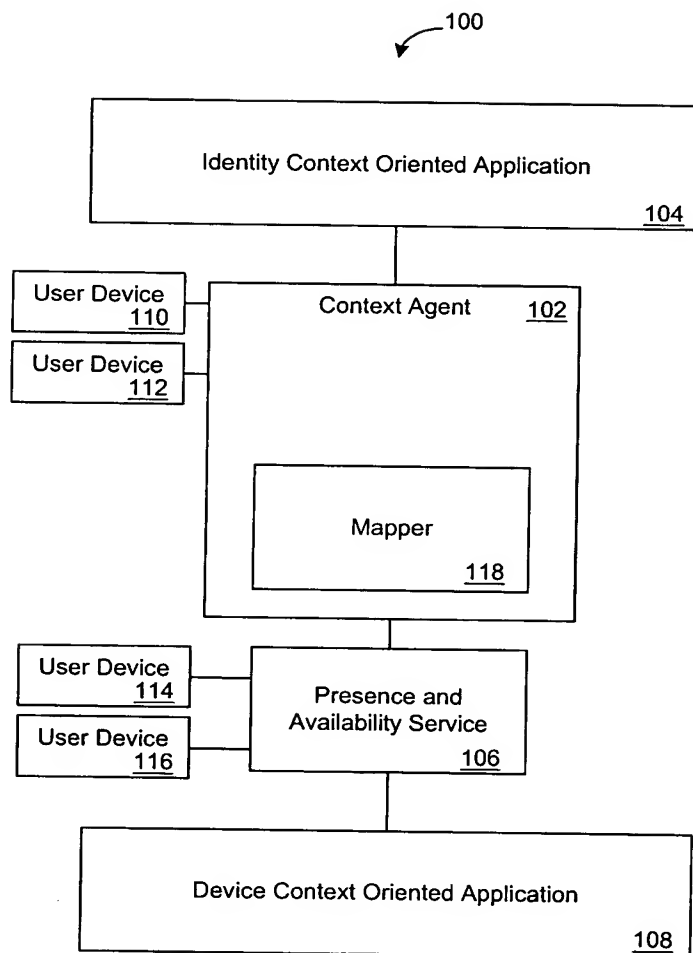 100
Identity Context Oriented Application
104
User Device
110
Context Agent
102
User Device
112
Mapper
118
User Device
114
Presence and
Availability Service
106
User Device
116
Device Context Oriented Application
108